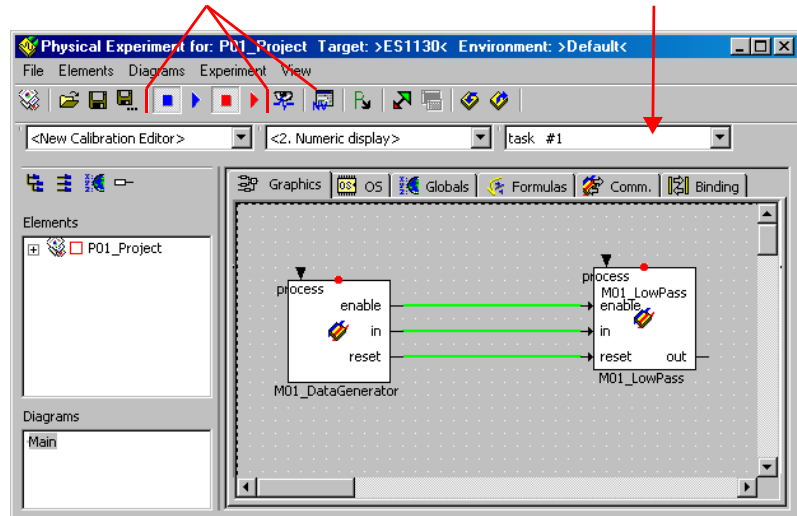 Physical Experiment for: P01_Project Target: >ES1130< Environment: >Default<
File Elements Diagrams Experiment View
<New Calibration Editor> <2. Numeric display> task #1
Graphics OS Globals Formulas Comm. Binding
Elements
P01_Project
process
enable
in
reset
M01_DataGenerator
process
M01_LowPass
enable
in
reset out
M01_LowPass
Diagrams
Main